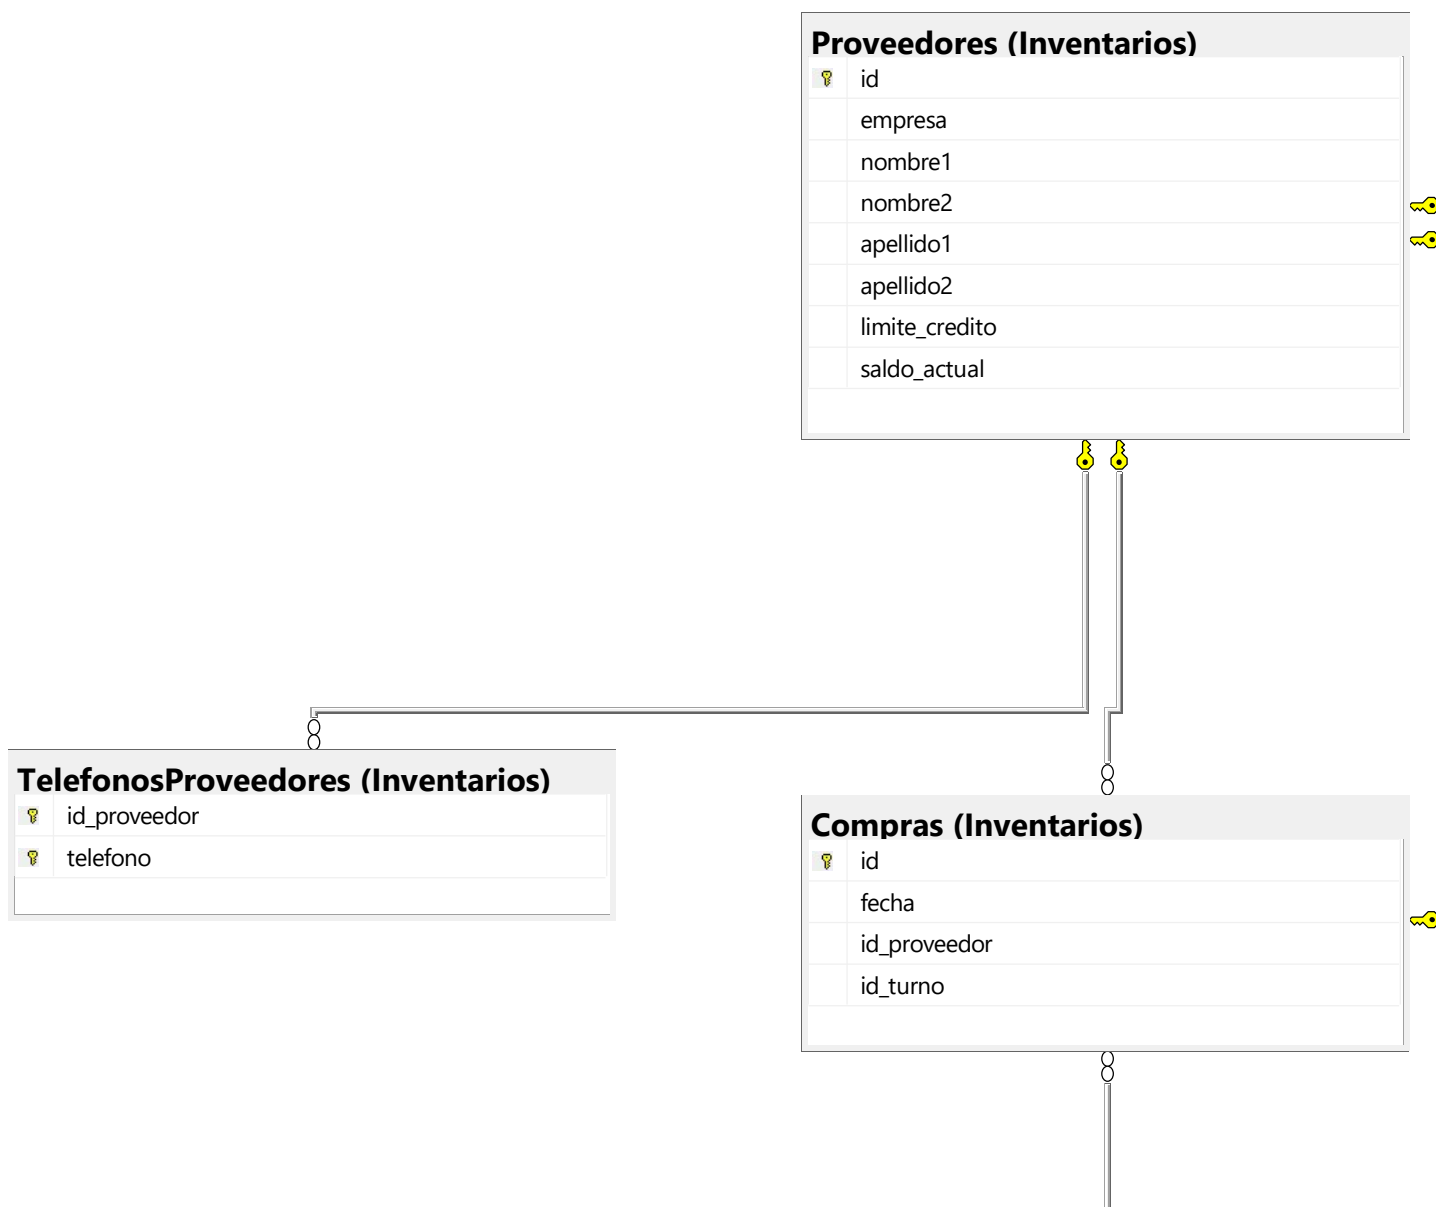 Proveedores (Inventarios)
id
empresa
nombre1
nombre2
apellido1
apellido2
limite_credito
saldo_actual
TelefonosProveedores (Inventarios)
id_proveedor
telefono
Compras (Inventarios)
id
fecha
id_proveedor
id_turno